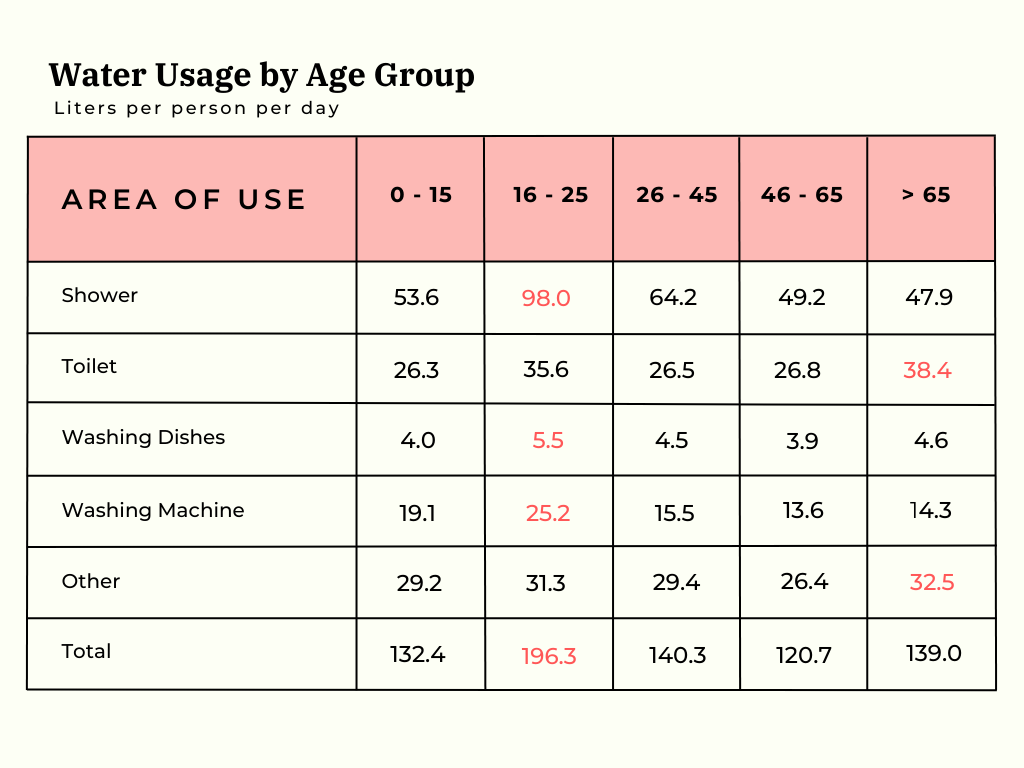 Water Usage by Age Group
Liters per person per day
AREA OF USE 0 - 15 16 - 25 26 - 45 46 - 65 > 65
Shower 53.6 98.0 64.2 49.2 47.9
Toilet 26.3 35.6 26.5 26.8 38.4
Washing Dishes 4.0 5.5 4.5 3.9 4.6
Washing Machine 19.1 25.2 15.5 13.6 14.3
Other 29.2 31.3 29.4 26.4 32.5
Total 132.4 196.3 140.3 120.7 139.0